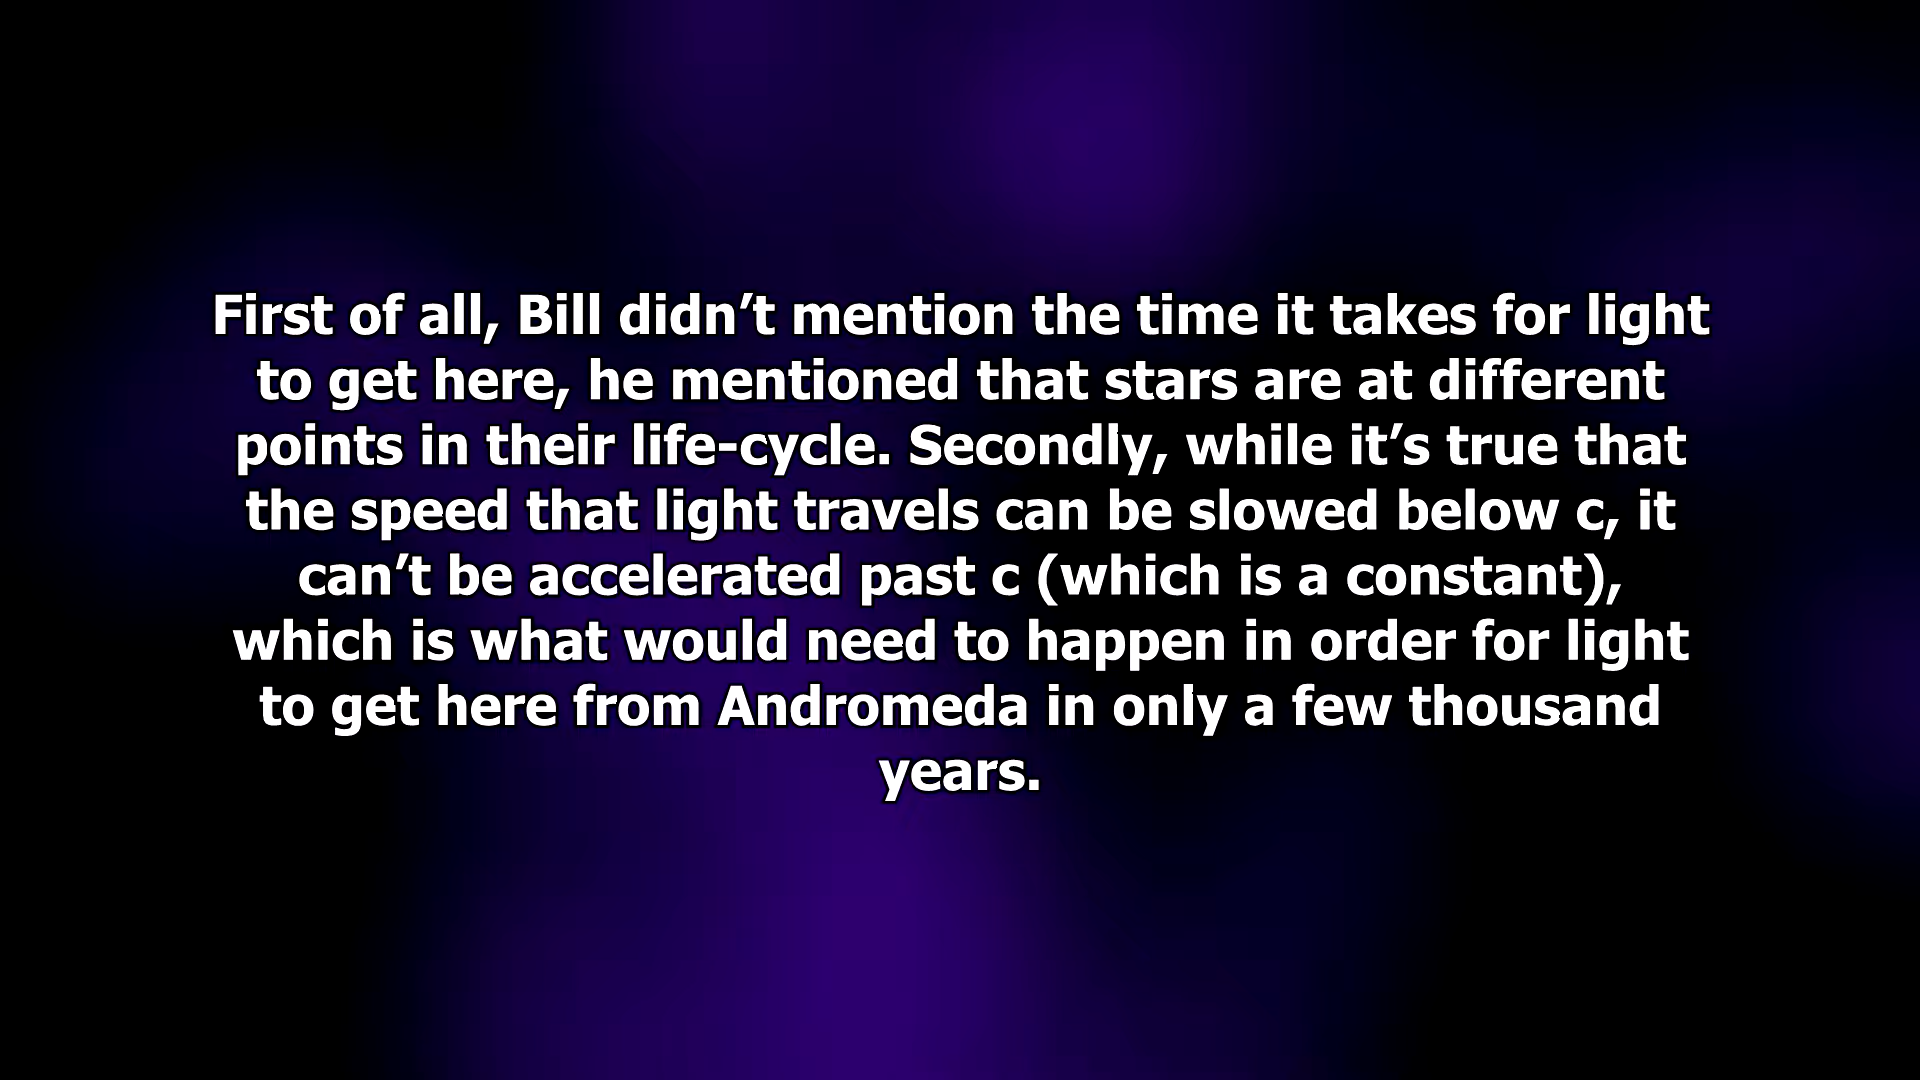 First of all, Bill didn’t mention the time it takes for light
to get here, he mentioned that stars are at different
points in their life-cycle. Secondly, while it’s true that
the speed that light travels can be slowed below c, it
can’t be accelerated past c (which is a constant),
which is what would need to happen in order for light
to get here from Andromeda in only a few thousand
years.